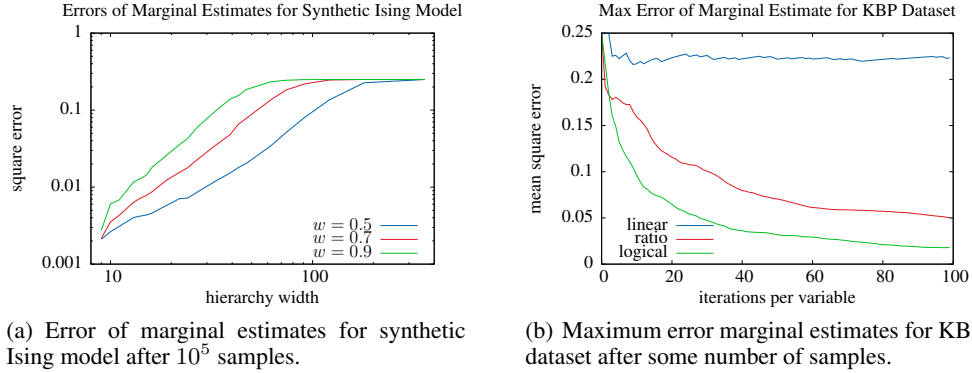 Errors of Marginal Estimates for Synthetic Ising Model
square error
1
0.1
0.01
0.001
10
100
hierarchy width
w = 0.5
w = 0.7
w = 0.9
(a) Error of marginal estimates for synthetic
Ising model after 10⁵ samples.
Max Error of Marginal Estimate for KBP Dataset
mean square error
0.25
0.2
0.15
0.1
0.05
0
0
20
40
60
80
100
iterations per variable
linear
ratio
logical
(b) Maximum error marginal estimates for KB
dataset after some number of samples.